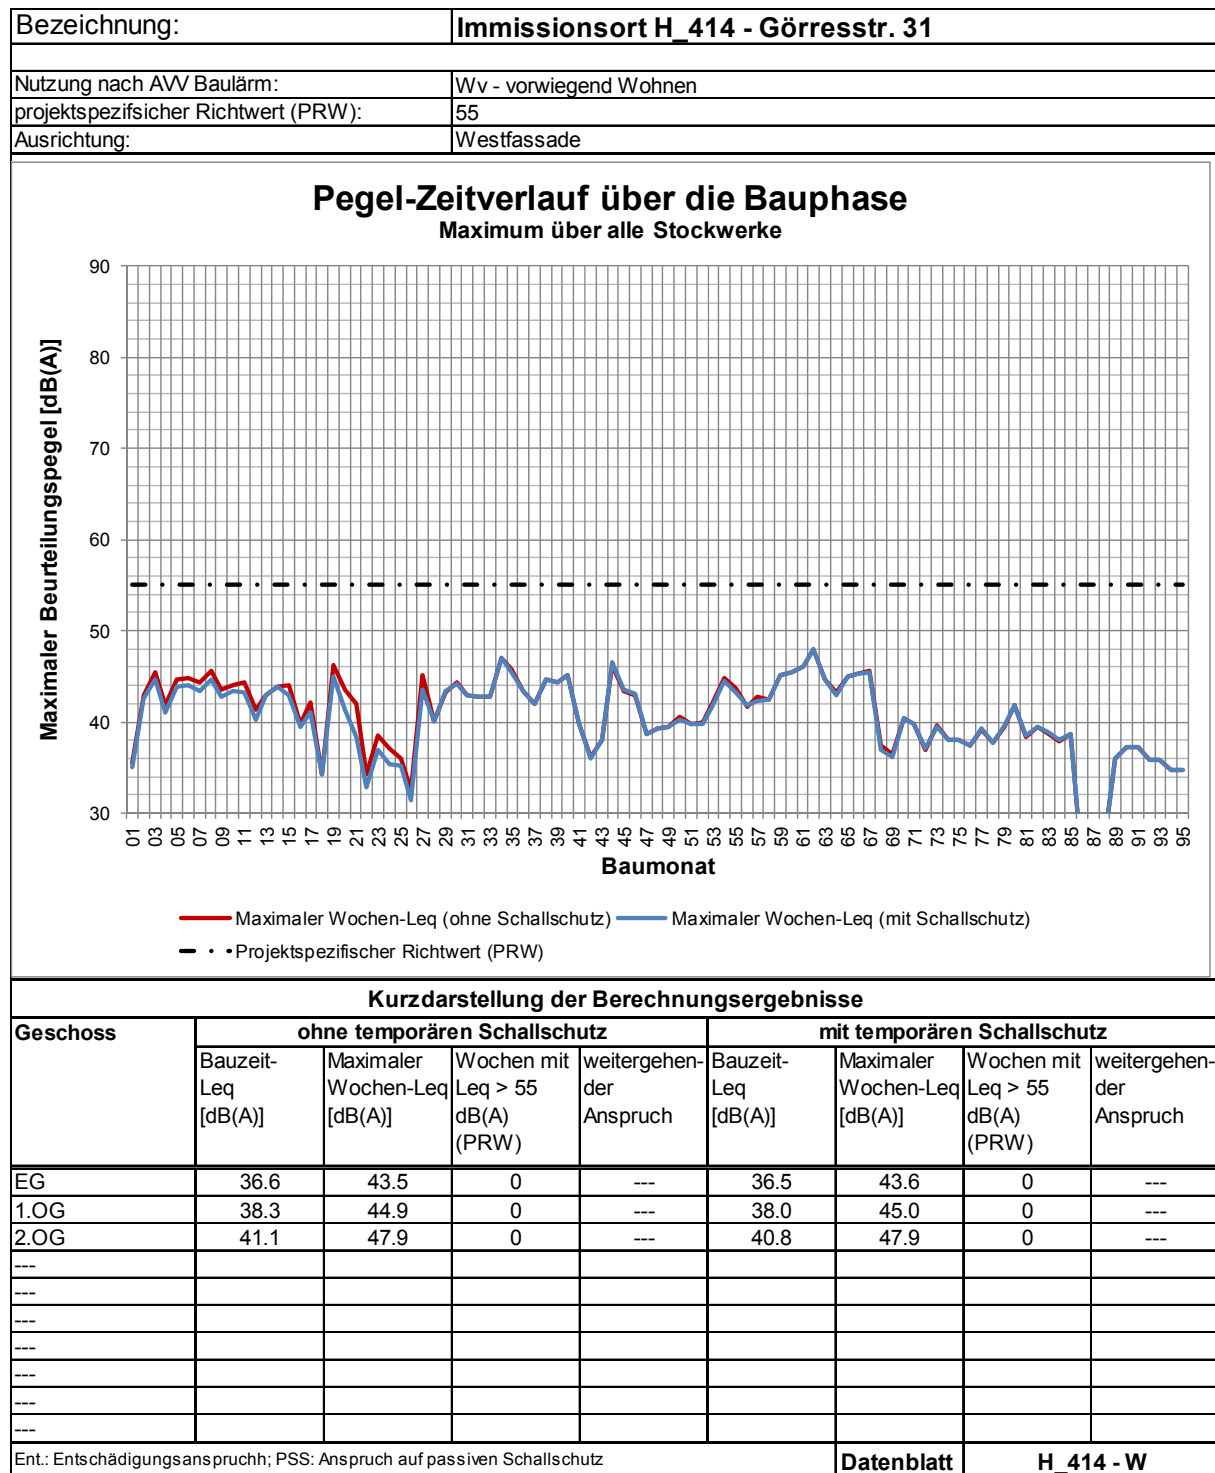 Bezeichnung: Immissionsort H_414 - Görresstr. 31
Nutzung nach AVV Baulärm: Wv - vorwiegend Wohnen
projektspezifsicher Richtwert (PRW): 55
Ausrichtung: Westfassade
Pegel-Zeitverlauf über die Bauphase
Maximum über alle Stockwerke
Maximaler Beurteilungspegel [dB(A)]
90
80
70
60
50
40
30
01 03 05 07 09 11 13 15 17 19 21 23 25 27 29 31 33 35 37 39 41 43 45 47 49 51 53 55 57 59 61 63 65 67 69 71 73 75 77 79 81 83 85 87 89 91 93 95
Baumonat
Maximaler Wochen-Leq (ohne Schallschutz) Maximaler Wochen-Leq (mit Schallschutz)
Projektspezifischer Richtwert (PRW)
Kurzdarstellung der Berechnungsergebnisse
Geschoss ohne temporären Schallschutz mit temporären Schallschutz
Bauzeit- Maximaler Wochen mit weitergehen- Bauzeit- Maximaler Wochen mit weitergehen-
Leq Wochen-Leq Leq > 55 der Leq Wochen-Leq Leq > 55 der
[dB(A)] [dB(A)] dB(A) Anspruch [dB(A)] [dB(A)] dB(A) Anspruch
(PRW) (PRW)
EG 36.6 43.5 0 --- 36.5 43.6 0 ---
1.OG 38.3 44.9 0 --- 38.0 45.0 0 ---
2.OG 41.1 47.9 0 --- 40.8 47.9 0 ---
---
---
---
---
---
---
---
Ent.: Entschädigungsanspruchh; PSS: Anspruch auf passiven Schallschutz Datenblatt H_414 - W